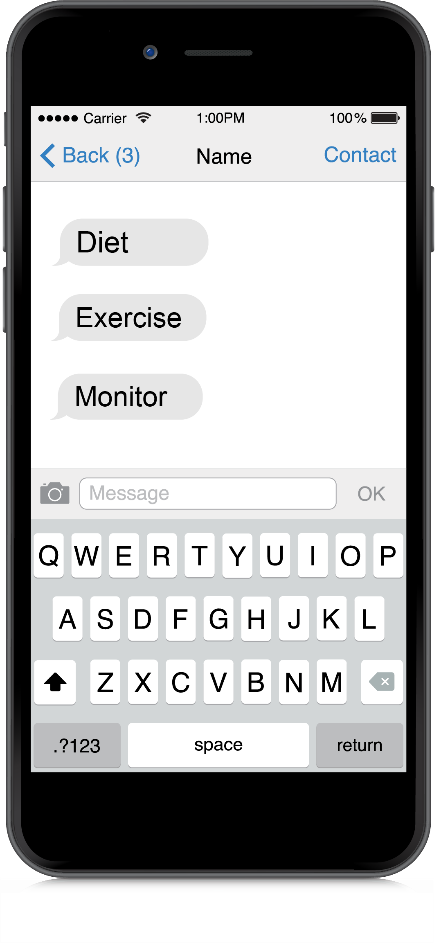 ●●●●● Carrier 1:00PM 100%
Back (3) Name Contact
Diet
Exercise
Monitor
Message OK
Q W E R T Y U I O P
A S D F G H J K L
Z X C V B N M
.?123 space return